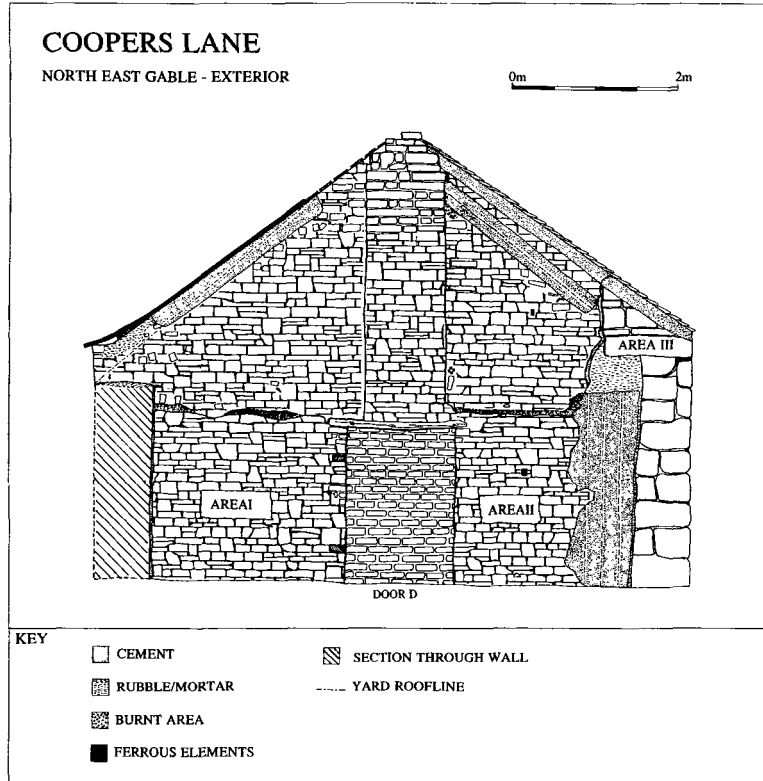 COOPERS LANE
NORTH EAST GABLE - EXTERIOR
0m 2m
AREA III
AREAI
AREAII
DOOR D
KEY
CEMENT
SECTION THROUGH WALL
RUBBLE/MORTAR
YARD ROOFLINE
BURNT AREA
FERROUS ELEMENTS